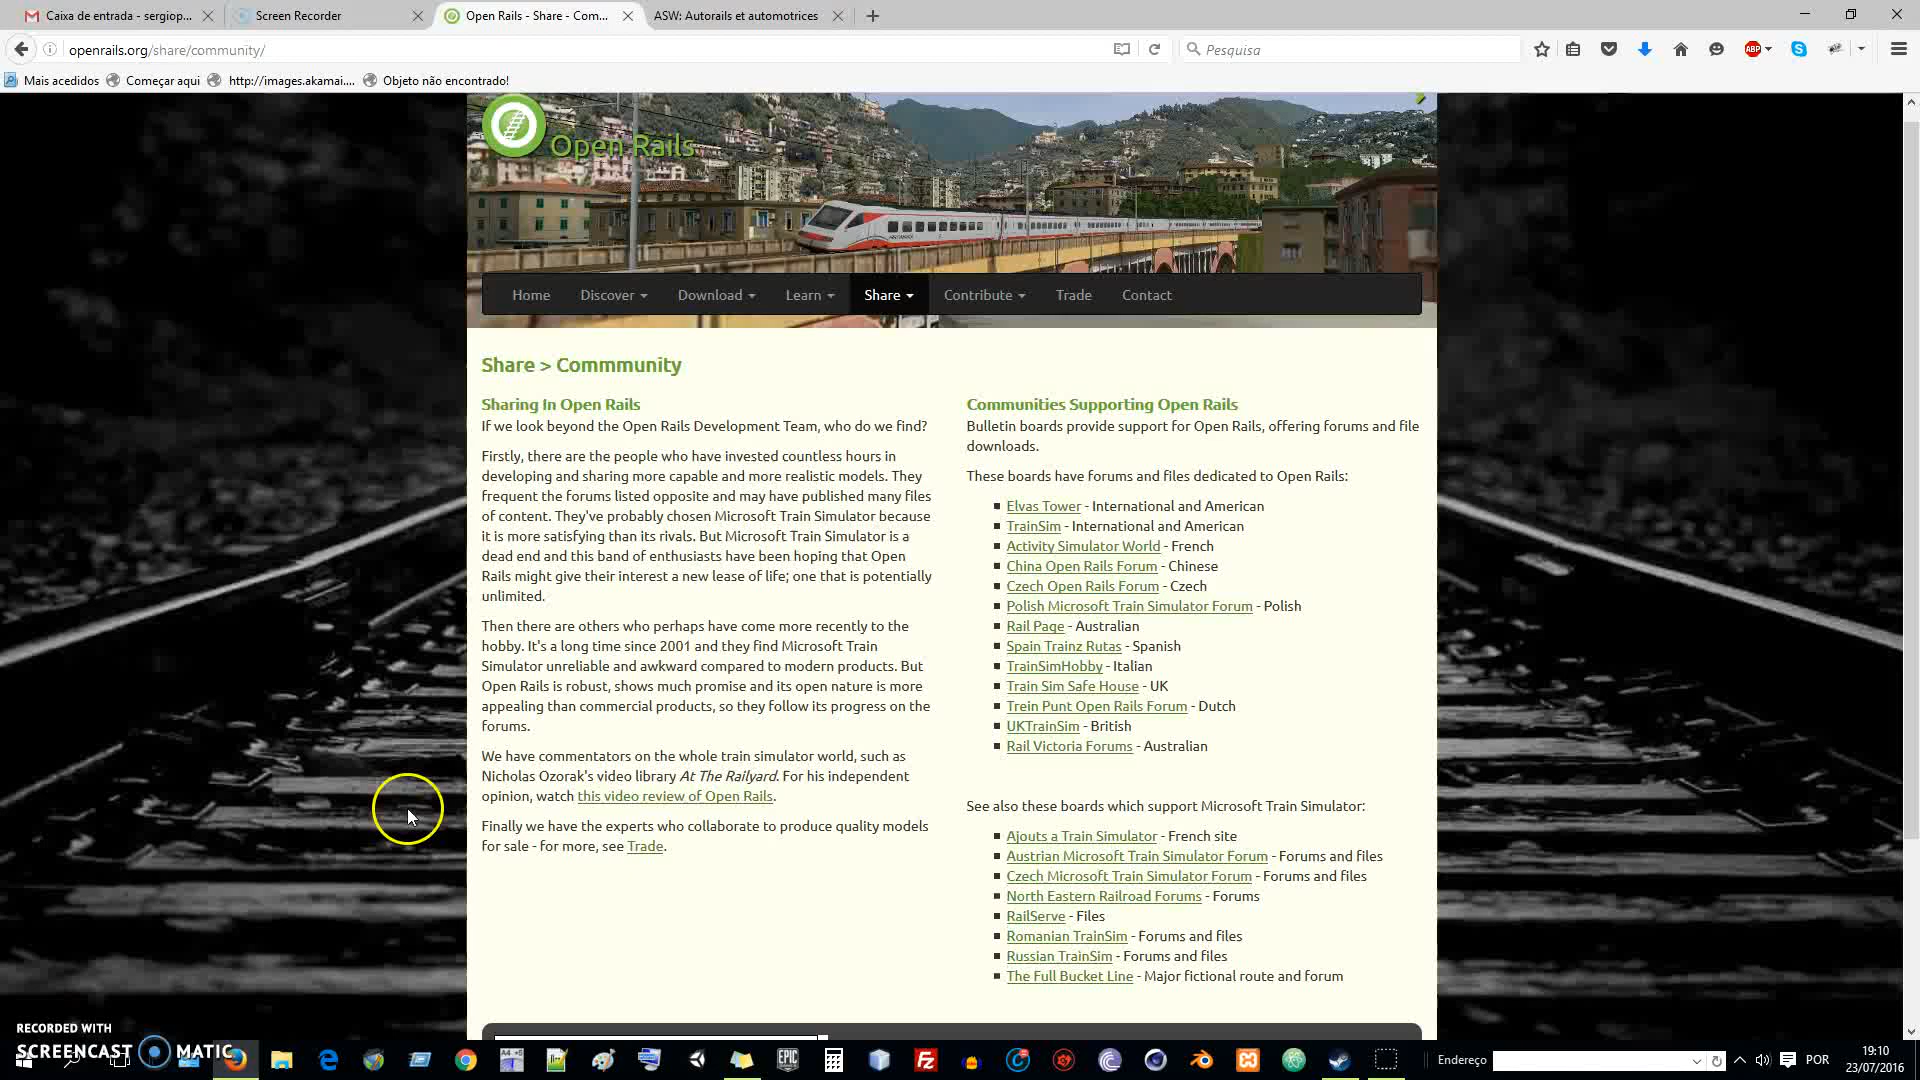 Caixa de entrada - sergiop...
Screen Recorder
Open Rails - Share - Com...
ASW: Autorails et automotrices
openrails.org/share/community/
Pesquisa
ABP
Mais acedidos
Começar aqui
http://images.akamai....
Objeto não encontrado!
Open Rails
Home
Discover
Download
Learn
Share
Contribute
Trade
Contact
Share > Commmunity
Sharing In Open Rails
If we look beyond the Open Rails Development Team, who do we find?
Firstly, there are the people who have invested countless hours in
developing and sharing more capable and more realistic models. They
frequent the forums listed opposite and may have published many files
of content. They've probably chosen Microsoft Train Simulator because
it is more satisfying than its rivals. But Microsoft Train Simulator is a
dead end and this band of enthusiasts have been hoping that Open
Rails might give their interest a new lease of life; one that is potentially
unlimited.
Then there are others who perhaps have come more recently to the
hobby. It's a long time since 2001 and they find Microsoft Train
Simulator unreliable and awkward compared to modern products. But
Open Rails is robust, shows much promise and its open nature is more
appealing than commercial products, so they follow its progress on the
forums.
We have commentators on the whole train simulator world, such as
Nicholas Ozorak's video library At The Railyard. For his independent
opinion, watch this video review of Open Rails.
Finally we have the experts who collaborate to produce quality models
for sale - for more, see Trade.
Communities Supporting Open Rails
Bulletin boards provide support for Open Rails, offering forums and file
downloads.
These boards have forums and files dedicated to Open Rails:
Elvas Tower - International and American
TrainSim - International and American
Activity Simulator World - French
China Open Rails Forum - Chinese
Czech Open Rails Forum - Czech
Polish Microsoft Train Simulator Forum - Polish
Rail Page - Australian
Spain Trainz Rutas - Spanish
TrainSimHobby - Italian
Train Sim Safe House - UK
Trein Punt Open Rails Forum - Dutch
UKTrainSim - British
Rail Victoria Forums - Australian
See also these boards which support Microsoft Train Simulator:
Ajouts a Train Simulator - French site
Austrian Microsoft Train Simulator Forum - Forums and files
Czech Microsoft Train Simulator Forum - Forums and files
North Eastern Railroad Forums - Forums
RailServe - Files
Romanian TrainSim - Forums and files
Russian TrainSim - Forums and files
The Full Bucket Line - Major fictional route and forum
RECORDED WITH
SCREENCAST MATIC
EPIC
Endereço
POR
19:10
23/07/2016